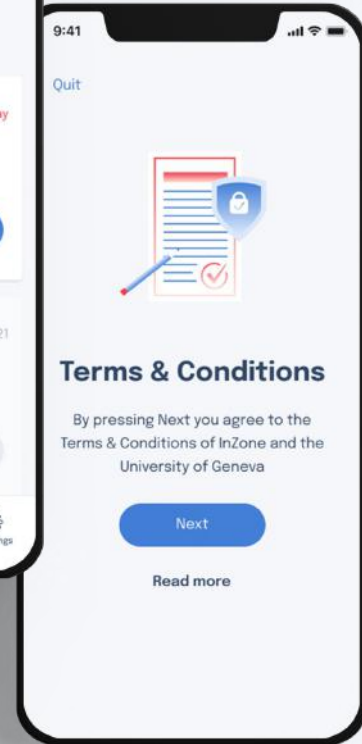 9:41
Quit
Terms & Conditions
By pressing Next you agree to the
Terms & Conditions of InZone and the
University of Geneva
Next
Read more